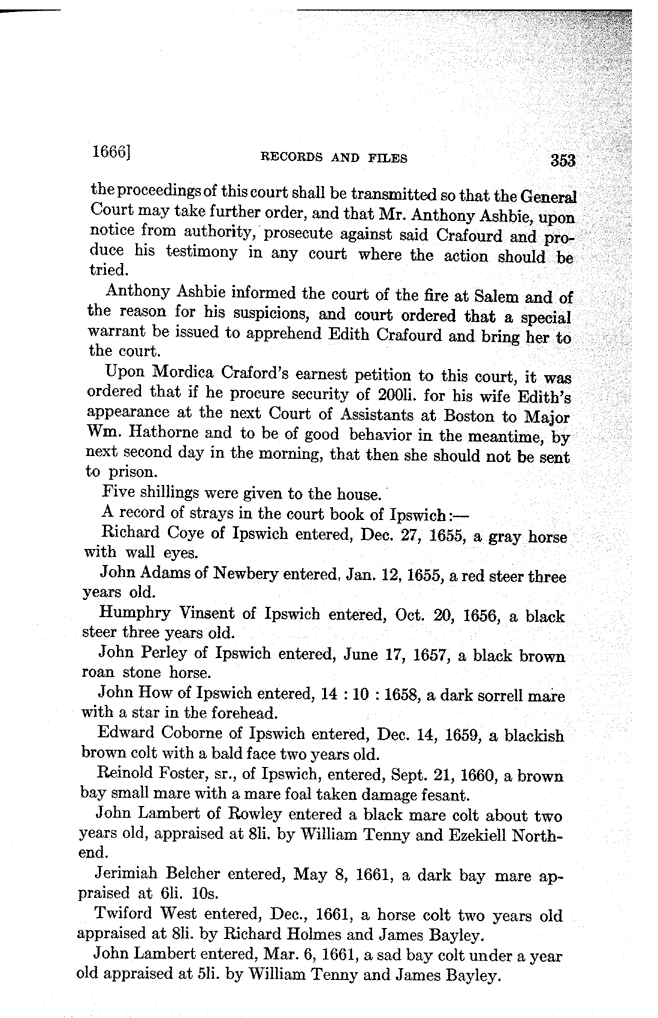 1666] RECORDS AND FILES 353
the proceedings of this court shall be transmitted so that the General
Court may take further order, and that Mr. Anthony Ashbie, upon
notice from authority, prosecute against said Crafourd and pro-
duce his testimony in any court where the action should be
tried.
Anthony Ashbie informed the court of the fire at Salem and of
the reason for his suspicions, and court ordered that a special
warrant be issued to apprehend Edith Crafourd and bring her to
the court.
Upon Mordica Craford's earnest petition to this court, it was
ordered that if he procure security of 200li. for his wife Edith's
appearance at the next Court of Assistants at Boston to Major
Wm. Hathorne and to be of good behavior in the meantime, by
next second day in the morning, that then she should not be sent
to prison.
Five shillings were given to the house.
A record of strays in the court book of Ipswich:—
Richard Coye of Ipswich entered, Dec. 27, 1655, a gray horse
with wall eyes.
John Adams of Newbery entered, Jan. 12, 1655, a red steer three
years old.
Humphry Vinsent of Ipswich entered, Oct. 20, 1656, a black
steer three years old.
John Perley of Ipswich entered, June 17, 1657, a black brown
roan stone horse.
John How of Ipswich entered, 14 : 10 : 1658, a dark sorrell mare
with a star in the forehead.
Edward Coborne of Ipswich entered, Dec. 14, 1659, a blackish
brown colt with a bald face two years old.
Reinold Foster, sr., of Ipswich, entered, Sept. 21, 1660, a brown
bay small mare with a mare foal taken damage fesant.
John Lambert of Rowley entered a black mare colt about two
years old, appraised at 8li. by William Tenny and Ezekiell North-
end.
Jerimiah Belcher entered, May 8, 1661, a dark bay mare ap-
praised at 6li. 10s.
Twiford West entered, Dec., 1661, a horse colt two years old
appraised at 8li. by Richard Holmes and James Bayley.
John Lambert entered, Mar. 6, 1661, a sad bay colt under a year
old appraised at 5li. by William Tenny and James Bayley.